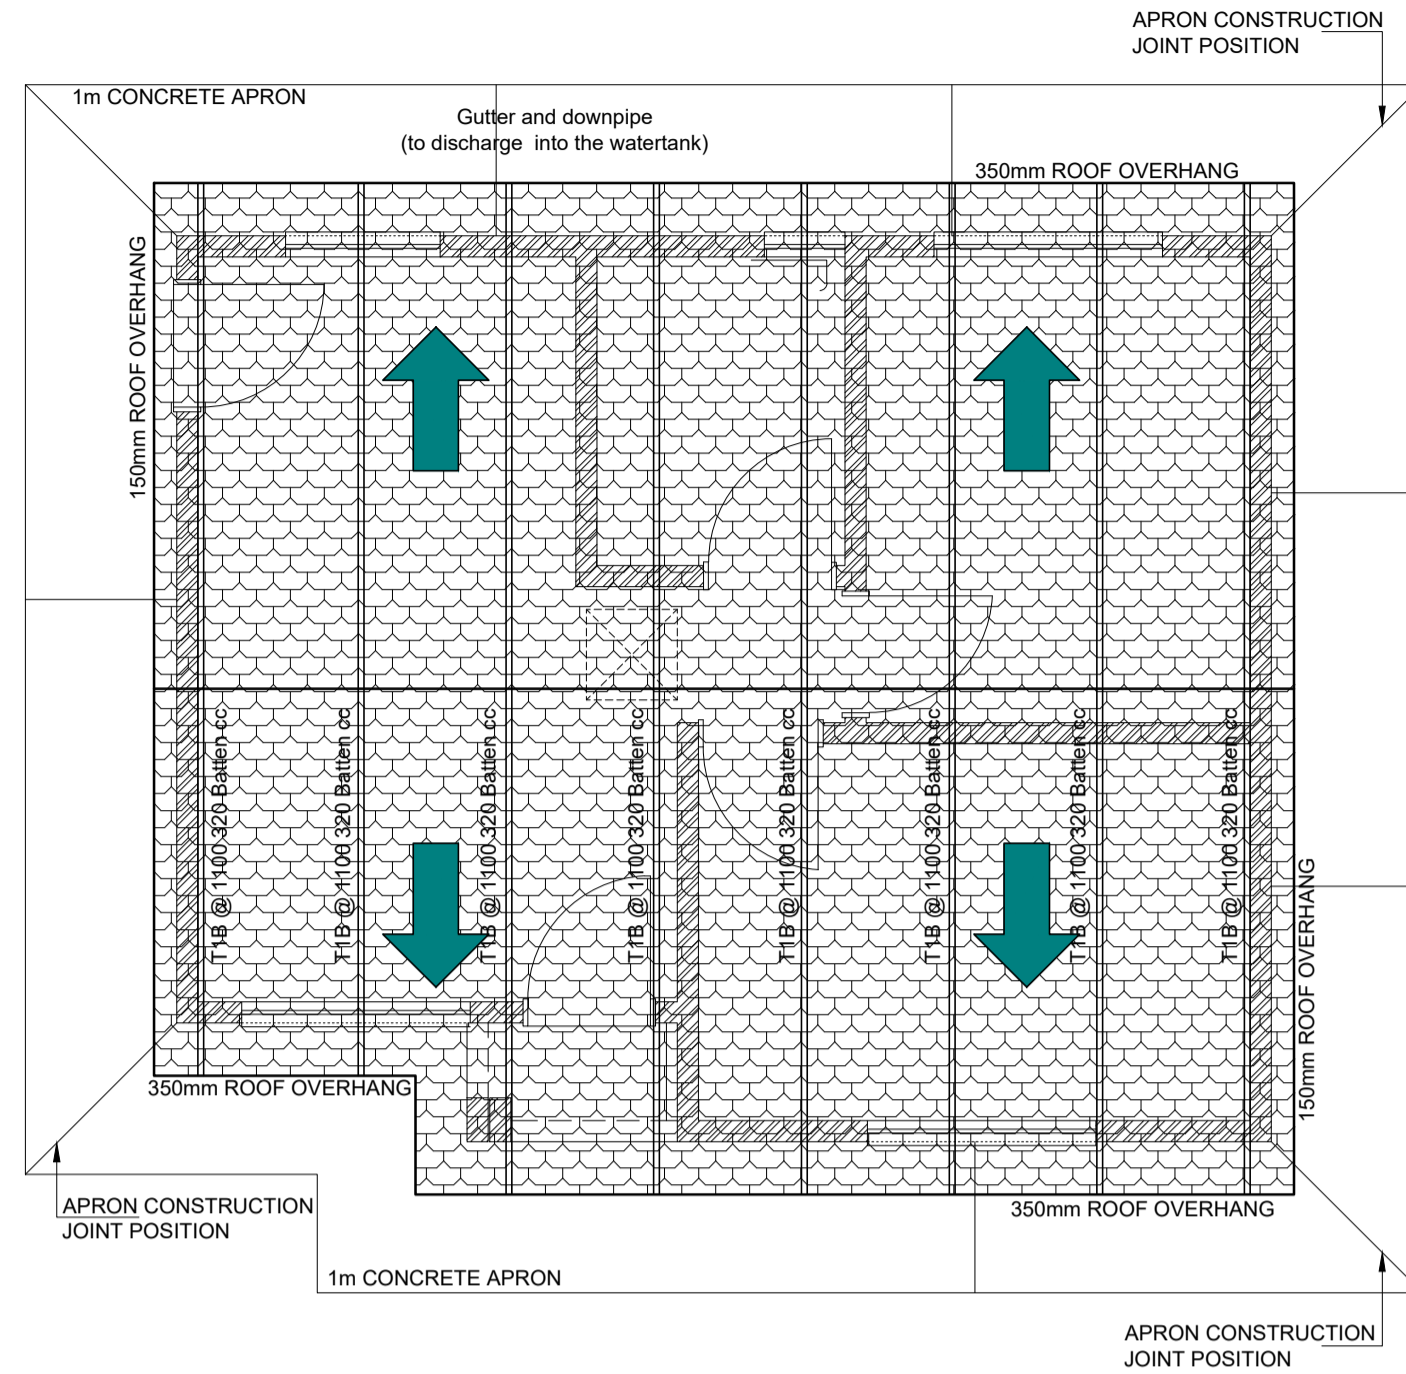 APRON CONSTRUCTION
JOINT POSITION
1m CONCRETE APRON
Gutter and downpipe
(to discharge into the watertank)
350mm ROOF OVERHANG
150mm ROOF OVERHANG
T1B @ 1100 320 Batten cc
T1B @ 1100 320 Batten cc
T1B @ 1100 320 Batten cc
T1B @ 1100 320 Batten cc
T1B @ 1100 320 Batten cc
T1B @ 1100 320 Batten cc
T1B @ 1100 320 Batten cc
T1B @ 1100 320 Batten cc
150mm ROOF OVERHANG
350mm ROOF OVERHANG
APRON CONSTRUCTION
JOINT POSITION
350mm ROOF OVERHANG
1m CONCRETE APRON
APRON CONSTRUCTION
JOINT POSITION